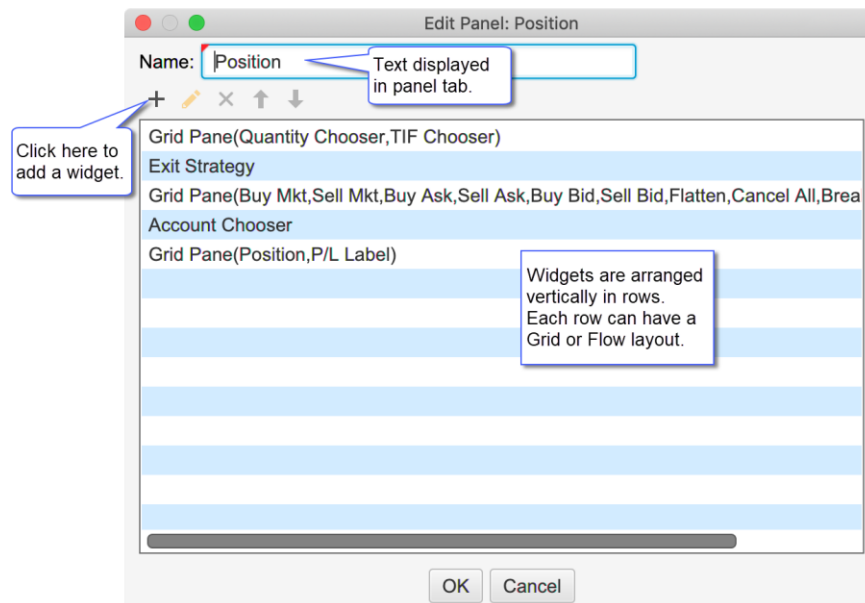 Edit Panel: Position
Name: Position
Text displayed
in panel tab.
Click here to
add a widget.
Grid Pane(Quantity Chooser,TIF Chooser)
Exit Strategy
Grid Pane(Buy Mkt,Sell Mkt,Buy Ask,Sell Ask,Buy Bid,Sell Bid,Flatten,Cancel All,Brea
Account Chooser
Grid Pane(Position,P/L Label)
Widgets are arranged
vertically in rows.
Each row can have a
Grid or Flow layout.
OK Cancel